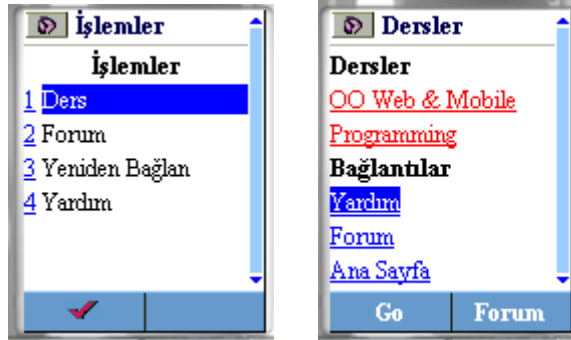 İşlemler
İşlemler
1 Ders
2 Forum
3 Yeniden Bağlan
4 Yardım
Dersler
Dersler
OO Web & Mobile
Programming
Bağlantılar
Yardım
Forum
Ana Sayfa
Go Forum